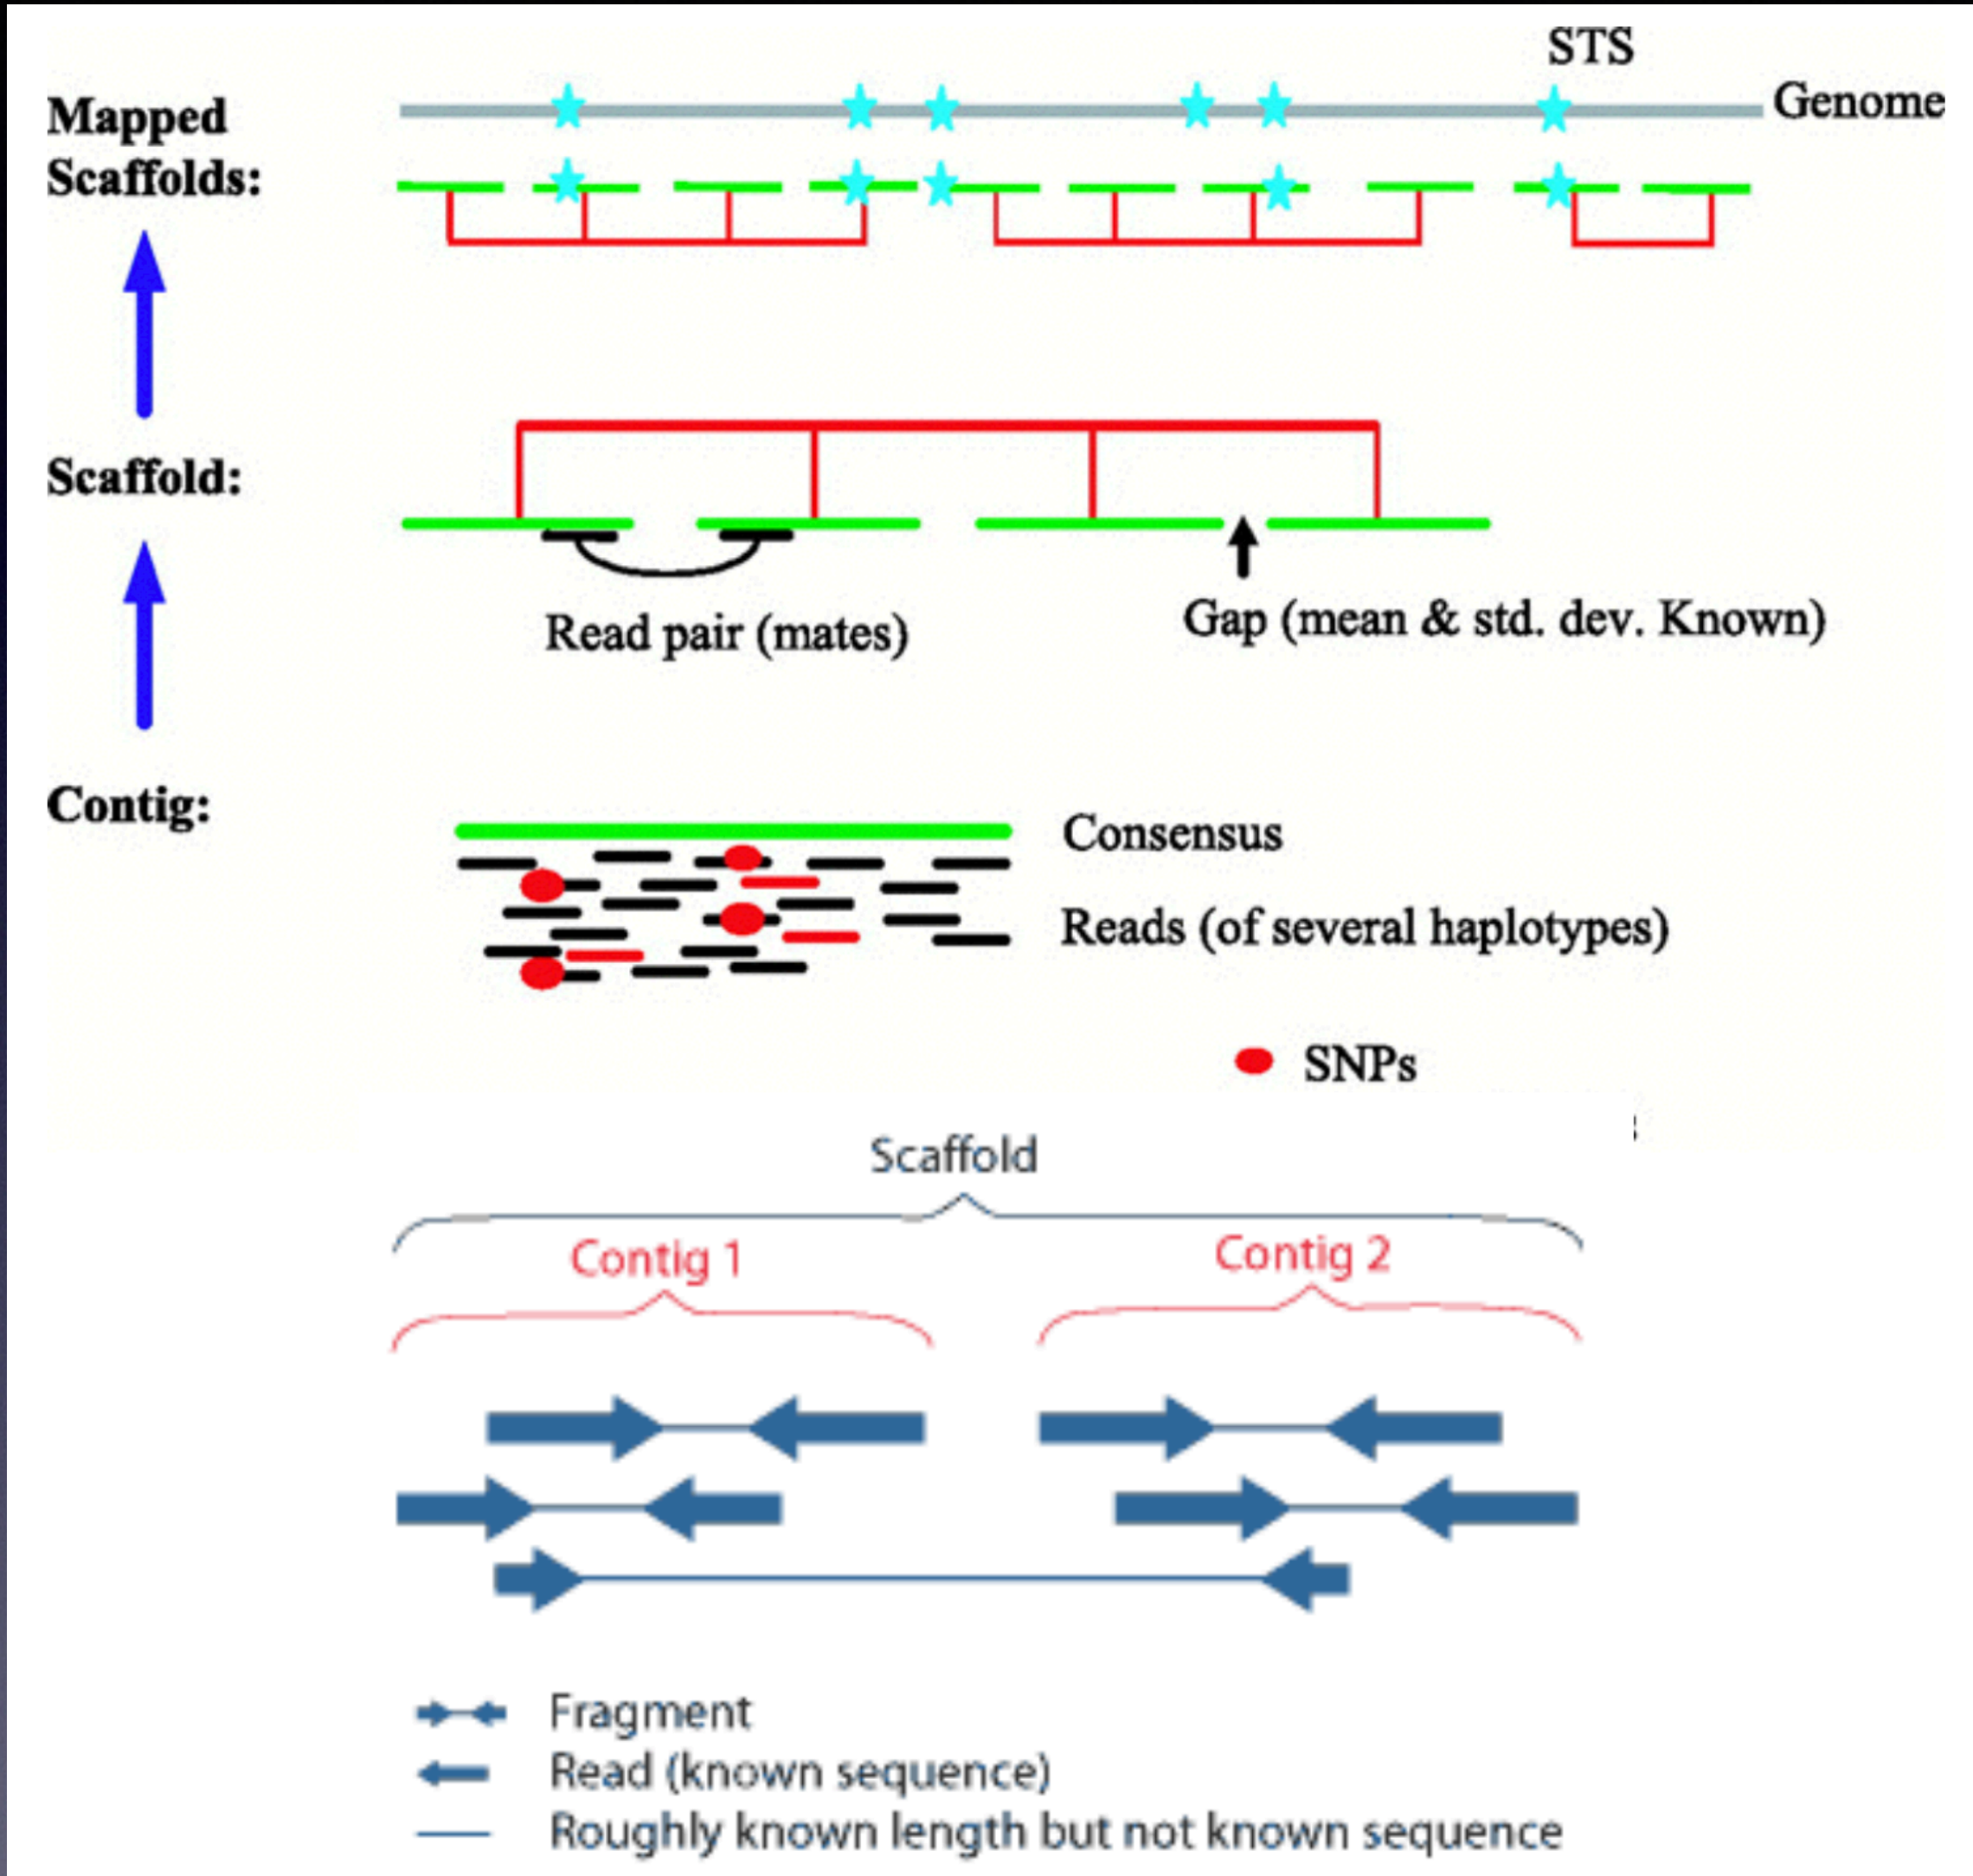 STS
Genome
Mapped
Scaffolds:
Scaffold:
Read pair (mates)
Gap (mean & std. dev. Known)
Contig:
Consensus
Reads (of several haplotypes)
SNPs
Scaffold
Contig 1
Contig 2
Fragment
Read (known sequence)
Roughly known length but not known sequence